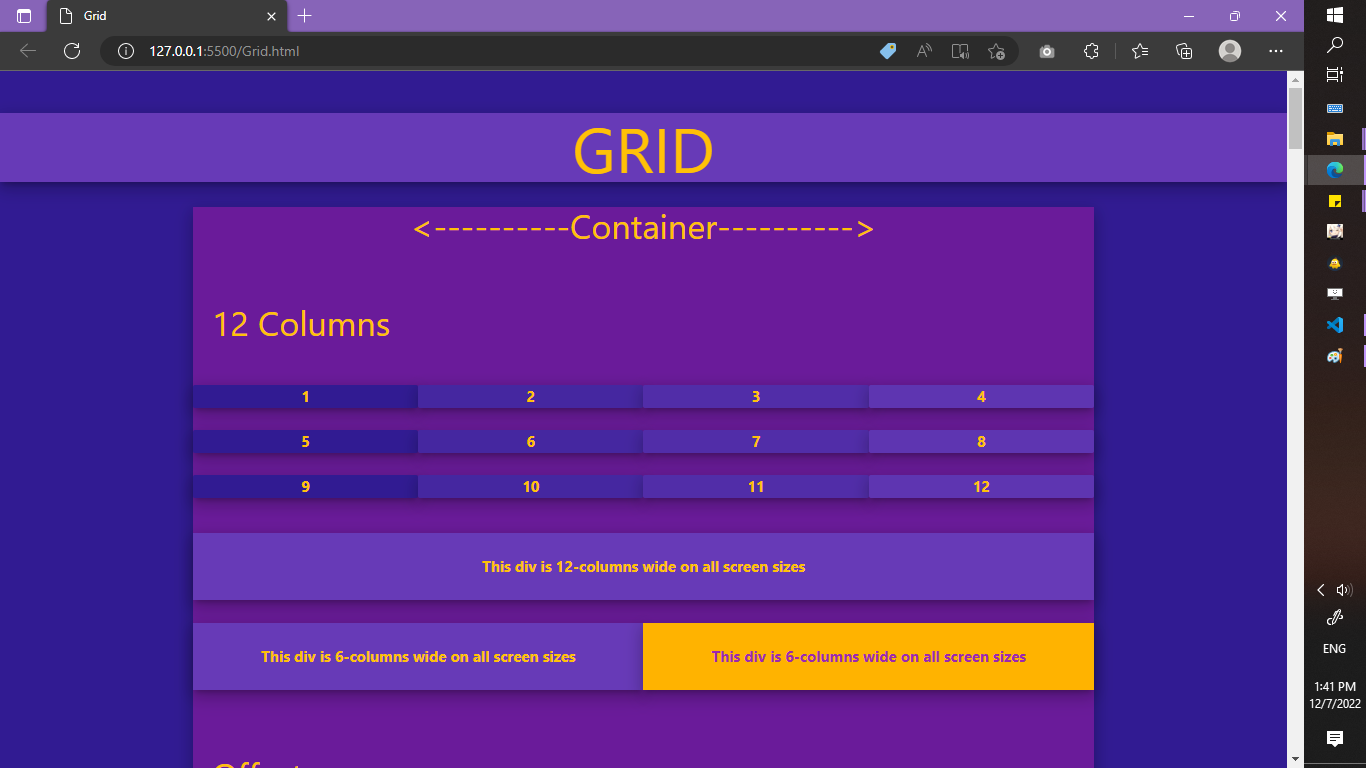 Grid
127.0.0.1:5500/Grid.html
GRID
<----------Container---------->
12 Columns
1 2 3 4
5 6 7 8
9 10 11 12
This div is 12-columns wide on all screen sizes
This div is 6-columns wide on all screen sizes This div is 6-columns wide on all screen sizes
ENG
1:41 PM
12/7/2022